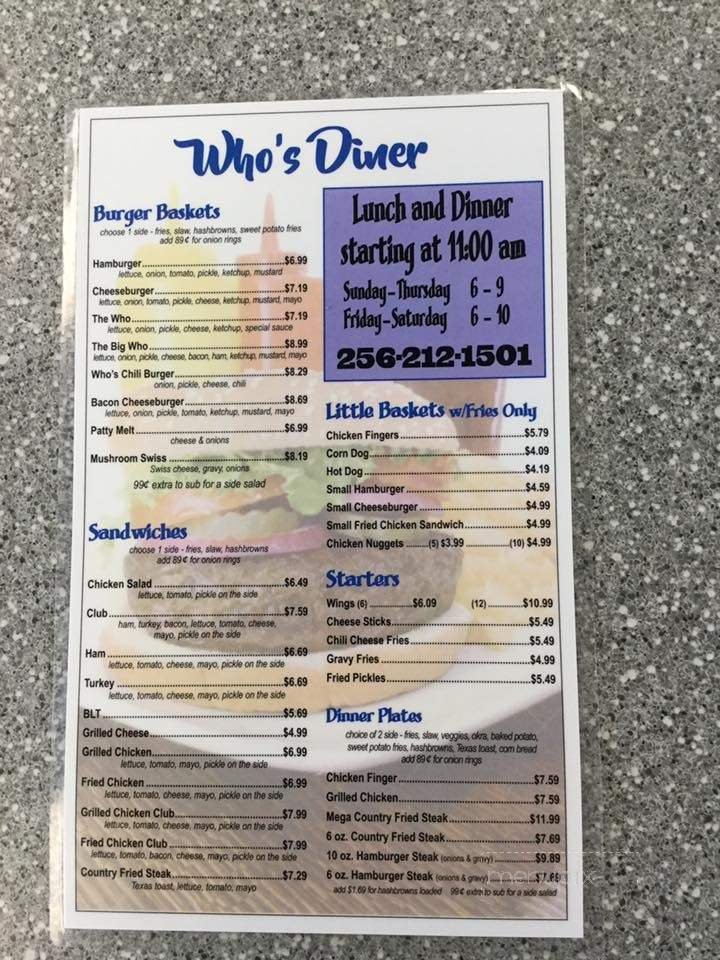 Who's Diner
Burger Baskets
choose 1 side - fries, slaw, hashbrowns, sweet potato fries
add 89¢ for onion rings
Hamburger....................$6.99
lettuce, onion, tomato, pickle, ketchup, mustard
Cheeseburger....................$7.19
lettuce, onion, tomato, pickle, cheese, ketchup, mustard, mayo
The Who....................$7.19
lettuce, onion, pickle, cheese, ketchup, special sauce
The Big Who....................$8.99
lettuce, onion, pickle, cheese, bacon, ham, ketchup, mustard, mayo
Who's Chili Burger....................$8.29
onion, pickle, cheese, chili
Bacon Cheeseburger....................$8.69
lettuce, onion, pickle, tomato, ketchup, mustard, mayo
Patty Melt....................$6.99
cheese & onions
Mushroom Swiss ....................$8.19
Swiss cheese, gravy, onions
99¢ extra to sub for a side salad
Sandwiches
choose 1 side - fries, slaw, hashbrowns
add 89¢ for onion rings
Chicken Salad ....................$6.49
lettuce, tomato, pickle on the side
Club....................$7.59
ham, turkey, bacon, lettuce, tomato, cheese,
mayo, pickle on the side
Ham....................$6.69
lettuce, tomato, cheese, mayo, pickle on the side
Turkey ....................$6.69
lettuce, tomato, cheese, mayo, pickle on the side
BLT....................$5.69
Grilled Cheese....................$4.99
Grilled Chicken....................$6.99
lettuce, tomato, mayo, pickle on the side
Fried Chicken ....................$6.99
lettuce, tomato, cheese, mayo, pickle on the side
Grilled Chicken Club....................$7.99
lettuce, tomato, cheese, mayo, pickle on the side
Fried Chicken Club ....................$7.99
lettuce, tomato, bacon, cheese, mayo, pickle on the side
Country Fried Steak....................$7.29
Texas toast, lettuce, tomato, mayo
Lunch and Dinner
starting at 11:00 am
Sunday-Thursday 6 - 9
Friday-Saturday 6 - 10
256-212-1501
Little Baskets w/Fries Only
Chicken Fingers....................$5.79
Corn Dog....................$4.09
Hot Dog....................$4.19
Small Hamburger....................$4.59
Small Cheeseburger....................$4.99
Small Fried Chicken Sandwich....................$4.99
Chicken Nuggets ........(5) $3.99 ...............(10) $4.99
Starters
Wings (6) ..............$6.09 (12) ............$10.99
Cheese Sticks....................$5.49
Chili Cheese Fries....................$5.49
Gravy Fries ....................$4.99
Fried Pickles....................$5.49
Dinner Plates
choice of 2 side - fries, slaw, veggies, okra, baked potato,
sweet potato fries, hashbrowns, Texas toast, corn bread
add 89¢ for onion rings
Chicken Finger....................$7.59
Grilled Chicken....................$7.59
Mega Country Fried Steak....................$11.99
6 oz. Country Fried Steak....................$7.69
10 oz. Hamburger Steak (onions & gravy)....................$9.89
6 oz. Hamburger Steak (onions & gravy)....................$7.69
add $1.69 for hashbrowns loaded 99¢ extra to sub for a side salad